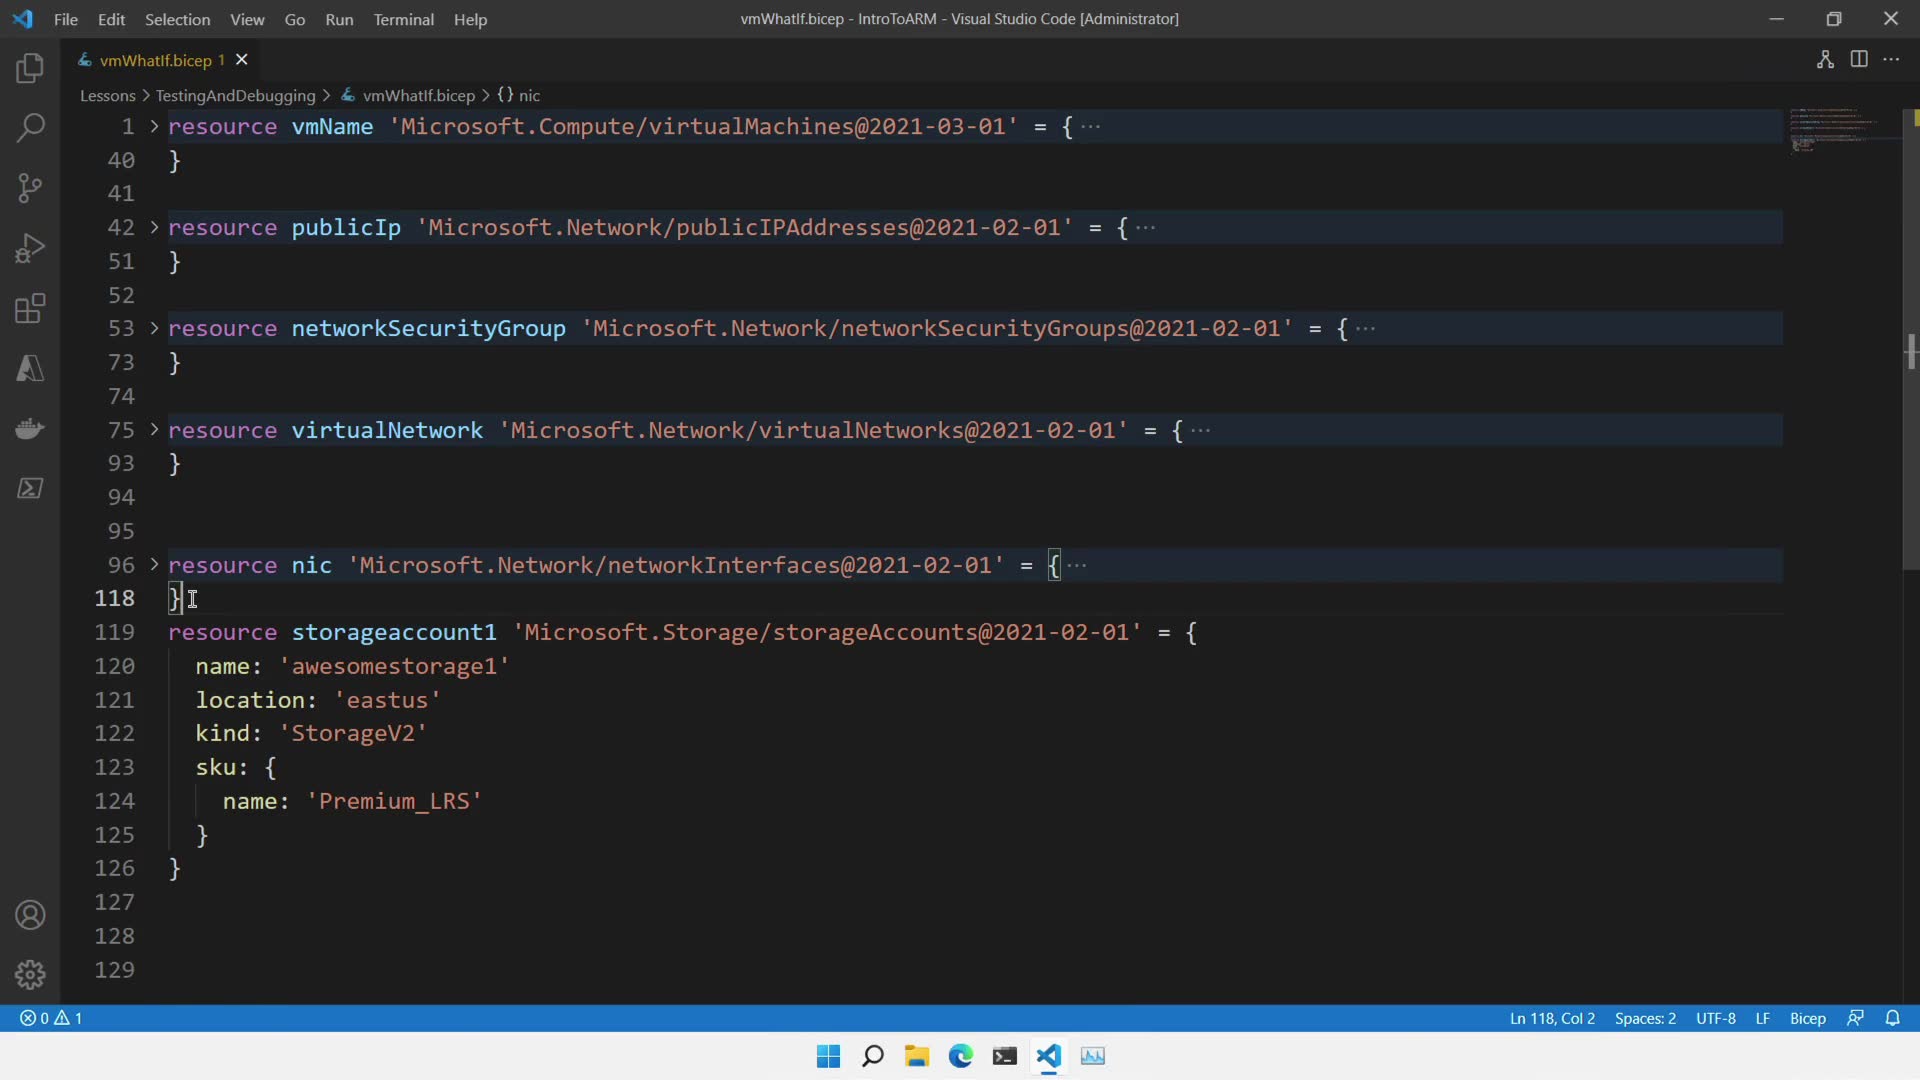 File Edit Selection View Go Run Terminal Help
vmWhatIf.bicep - IntroToARM - Visual Studio Code [Administrator]
vmWhatIf.bicep 1
Lessons > TestingAndDebugging > vmWhatIf.bicep > {} nic
1 > resource vmName 'Microsoft.Compute/virtualMachines@2021-03-01' = { ···
40 }
41
42 > resource publicIp 'Microsoft.Network/publicIPAddresses@2021-02-01' = { ···
51 }
52
53 > resource networkSecurityGroup 'Microsoft.Network/networkSecurityGroups@2021-02-01' = { ···
73 }
74
75 > resource virtualNetwork 'Microsoft.Network/virtualNetworks@2021-02-01' = { ···
93 }
94
95
96 > resource nic 'Microsoft.Network/networkInterfaces@2021-02-01' = { ···
118 }
119 resource storageaccount1 'Microsoft.Storage/storageAccounts@2021-02-01' = {
120 name: 'awesomestorage1'
121 location: 'eastus'
122 kind: 'StorageV2'
123 sku: {
124 name: 'Premium_LRS'
125 }
126 }
127
128
129
0 1
Ln 118, Col 2 Spaces: 2 UTF-8 LF Bicep